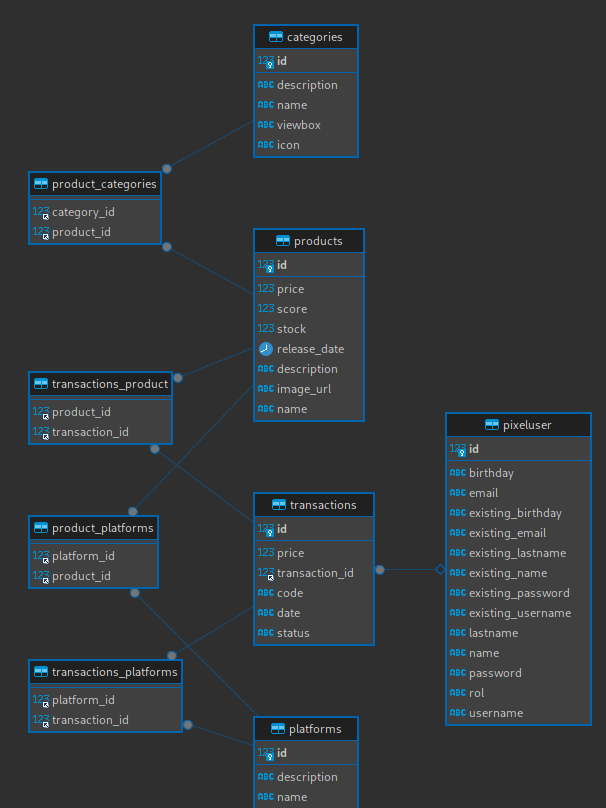 categories
123 id
ABC description
ABC name
ABC viewbox
ABC icon
product_categories
123 category_id
123 product_id
products
123 id
123 price
123 score
123 stock
release_date
ABC description
ABC image_url
ABC name
transactions_product
123 product_id
123 transaction_id
pixeluser
123 id
ABC birthday
ABC email
ABC existing_birthday
ABC existing_email
ABC existing_lastname
ABC existing_name
ABC existing_password
ABC existing_username
ABC lastname
ABC name
ABC password
ABC rol
ABC username
transactions
123 id
123 price
123 transaction_id
ABC code
ABC date
ABC status
product_platforms
123 platform_id
123 product_id
transactions_platforms
123 platform_id
123 transaction_id
platforms
123 id
ABC description
ABC name